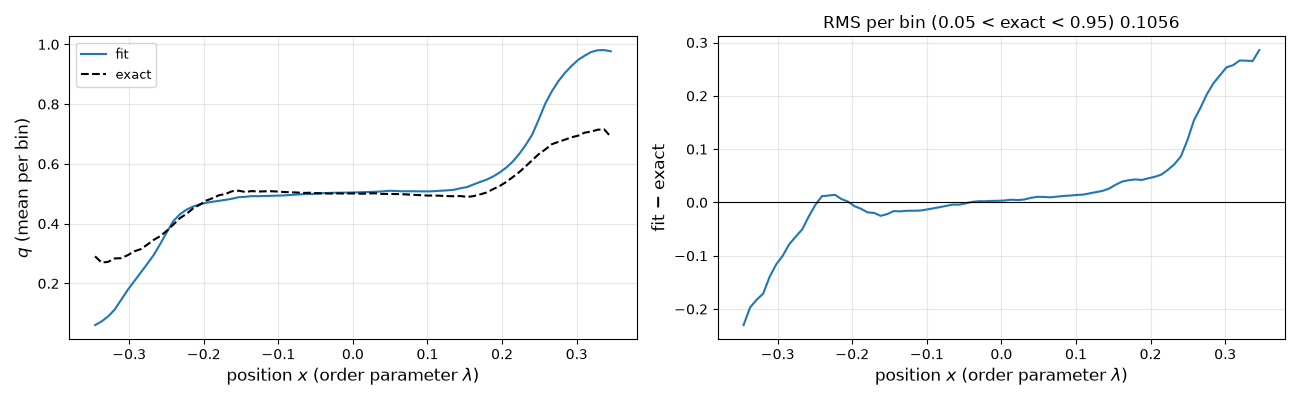 fit
exact
1.0
0.8
0.6
0.4
0.2
q (mean per bin)
−0.3 −0.2 −0.1 0.0 0.1 0.2 0.3
position x (order parameter λ)
RMS per bin (0.05 < exact < 0.95) 0.1056
0.3
0.2
0.1
0.0
−0.1
−0.2
fit − exact
−0.3 −0.2 −0.1 0.0 0.1 0.2 0.3
position x (order parameter λ)